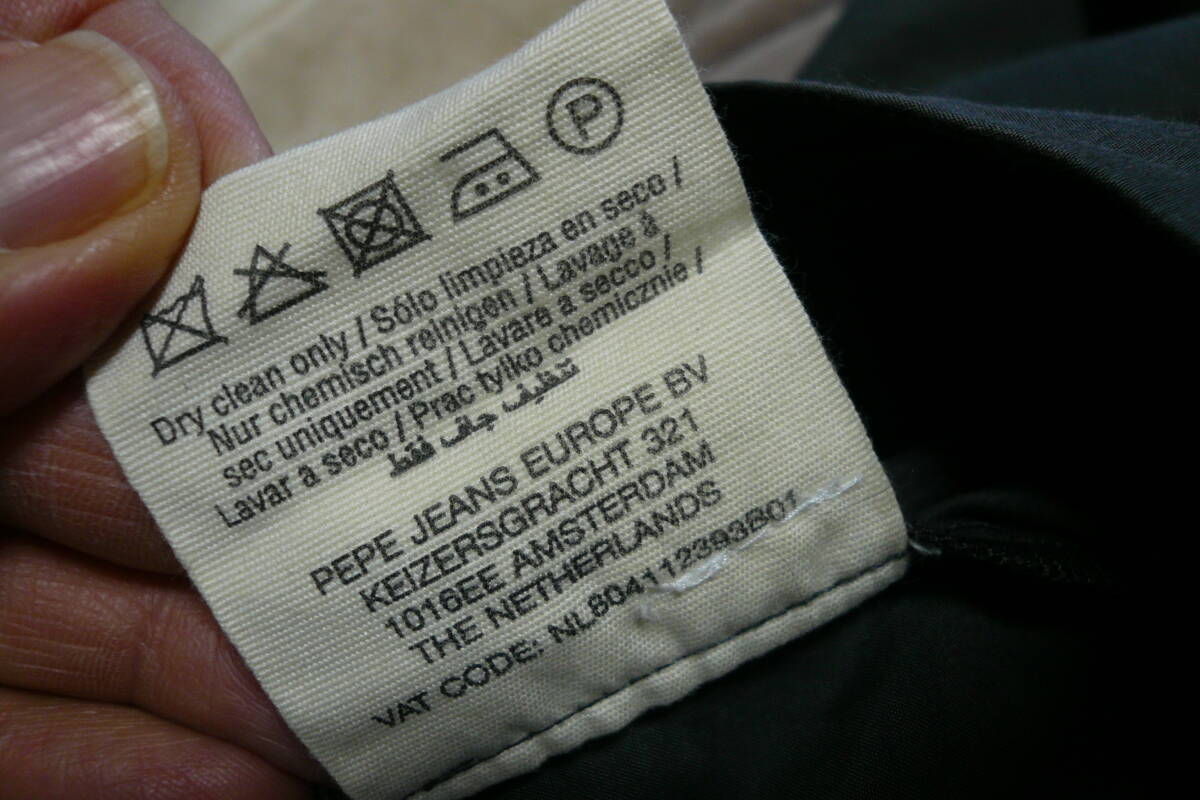 P
Dry clean only / Sólo limpieza en seco /
Nur chemisch reinigen / Lavage à
sec uniquement / Lavare a secco /
Lavar a seco / Prac tylko chemicznie /
تنظيف جاف فقط
PEPE JEANS EUROPE BV
KEIZERSGRACHT 321
1016EE AMSTERDAM
THE NETHERLANDS
VAT CODE: NL804112393B01